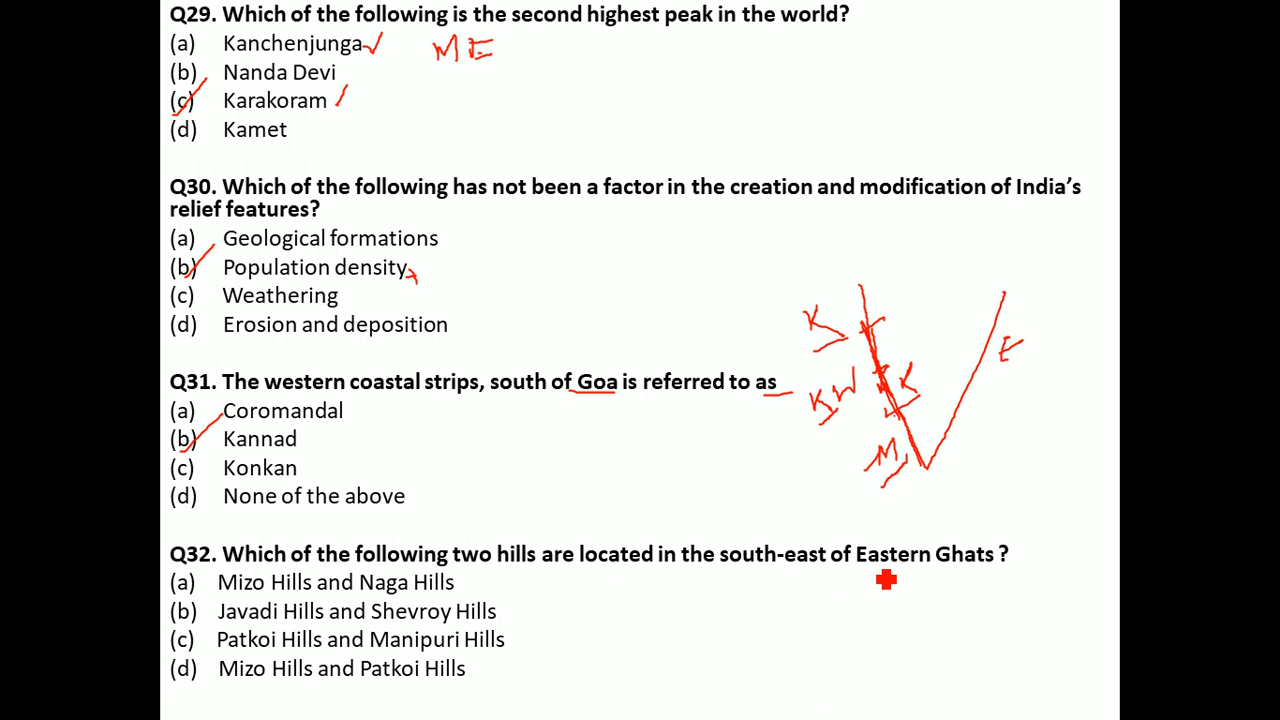 Q29. Which of the following is the second highest peak in the world?
(a) Kanchenjunga
M E
(b) Nanda Devi
(c) Karakoram
(d) Kamet
Q30. Which of the following has not been a factor in the creation and modification of India's
relief features?
(a) Geological formations
(b) Population density
(c) Weathering
(d) Erosion and deposition
K
E
Q31. The western coastal strips, south of Goa is referred to as
K W K
(a) Coromandal
(b) Kannad
M
(c) Konkan
(d) None of the above
Q32. Which of the following two hills are located in the south-east of Eastern Ghats ?
(a) Mizo Hills and Naga Hills
(b) Javadi Hills and Shevroy Hills
(c) Patkoi Hills and Manipuri Hills
(d) Mizo Hills and Patkoi Hills